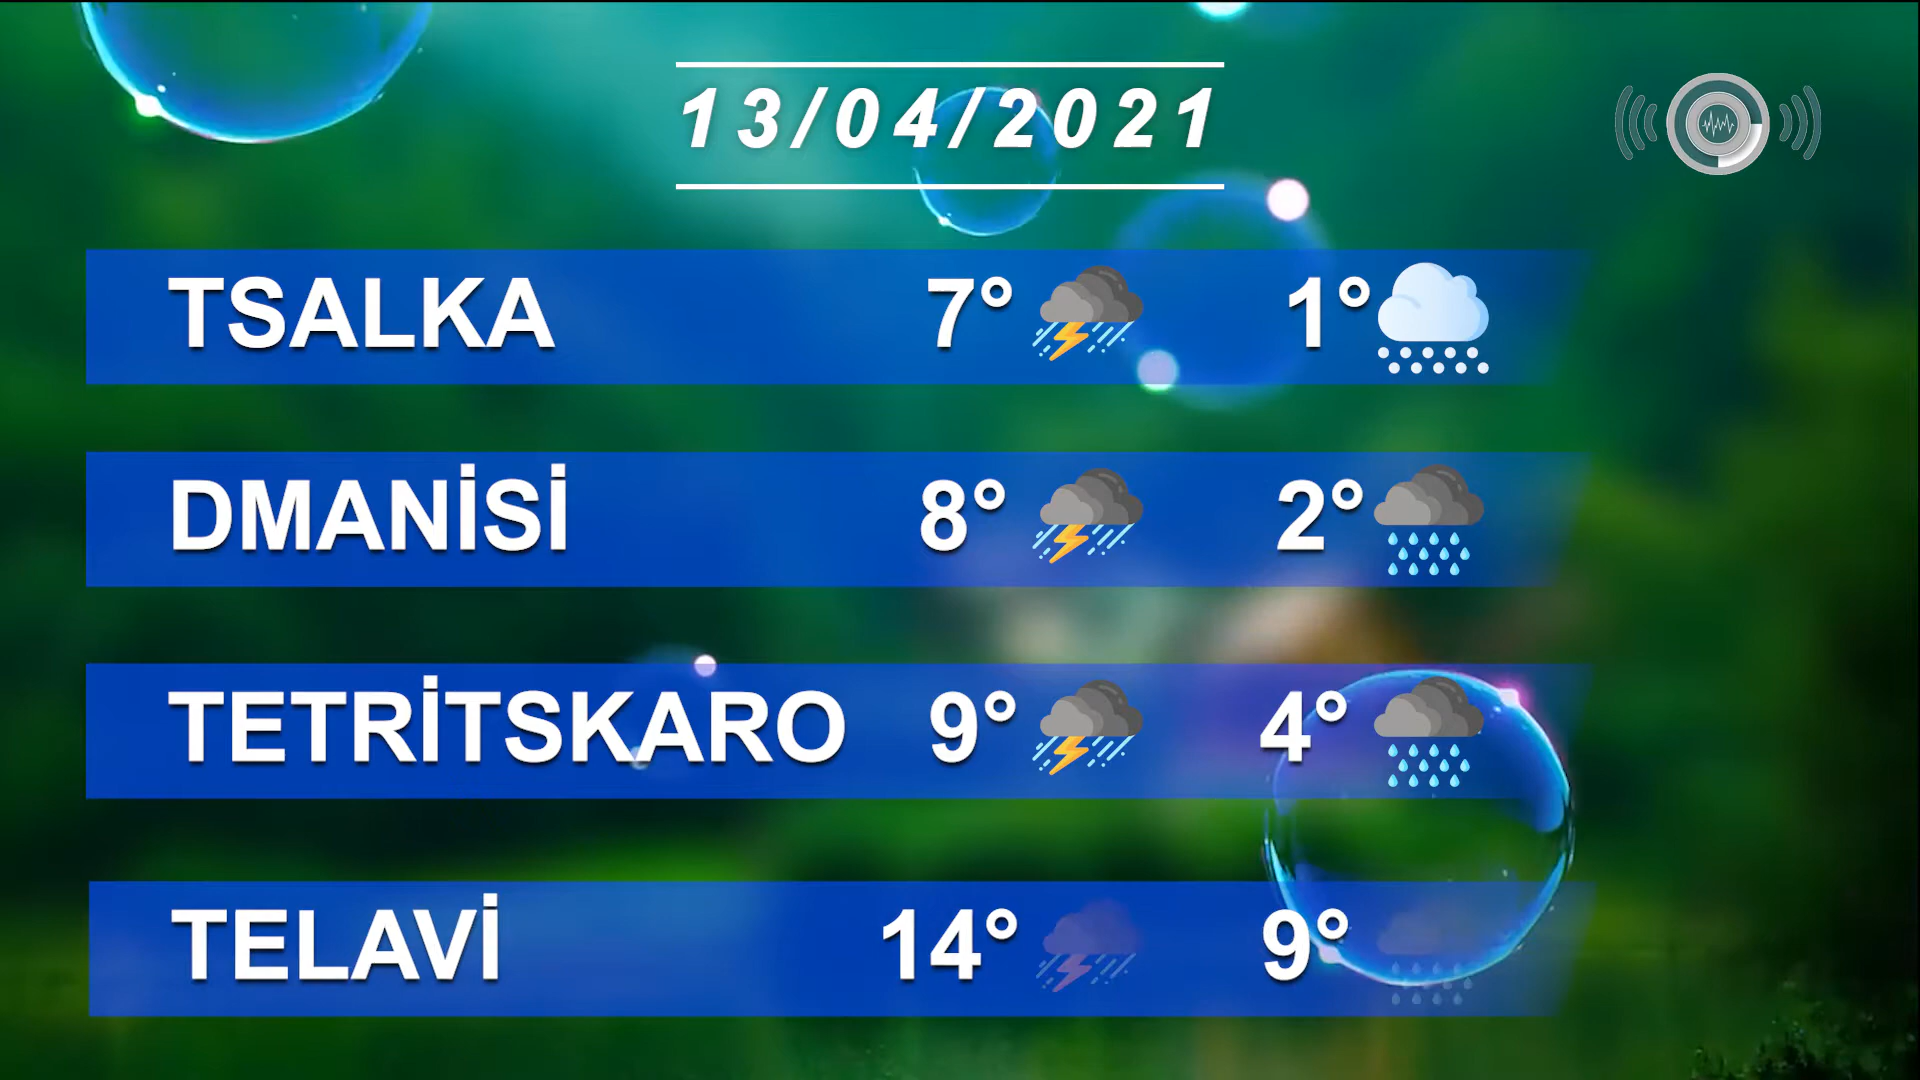 13/04/2021
TSALKA 7° 1°
DMANİSİ 8° 2°
TETRİTSKARO 9° 4°
TELAVİ 14° 9°